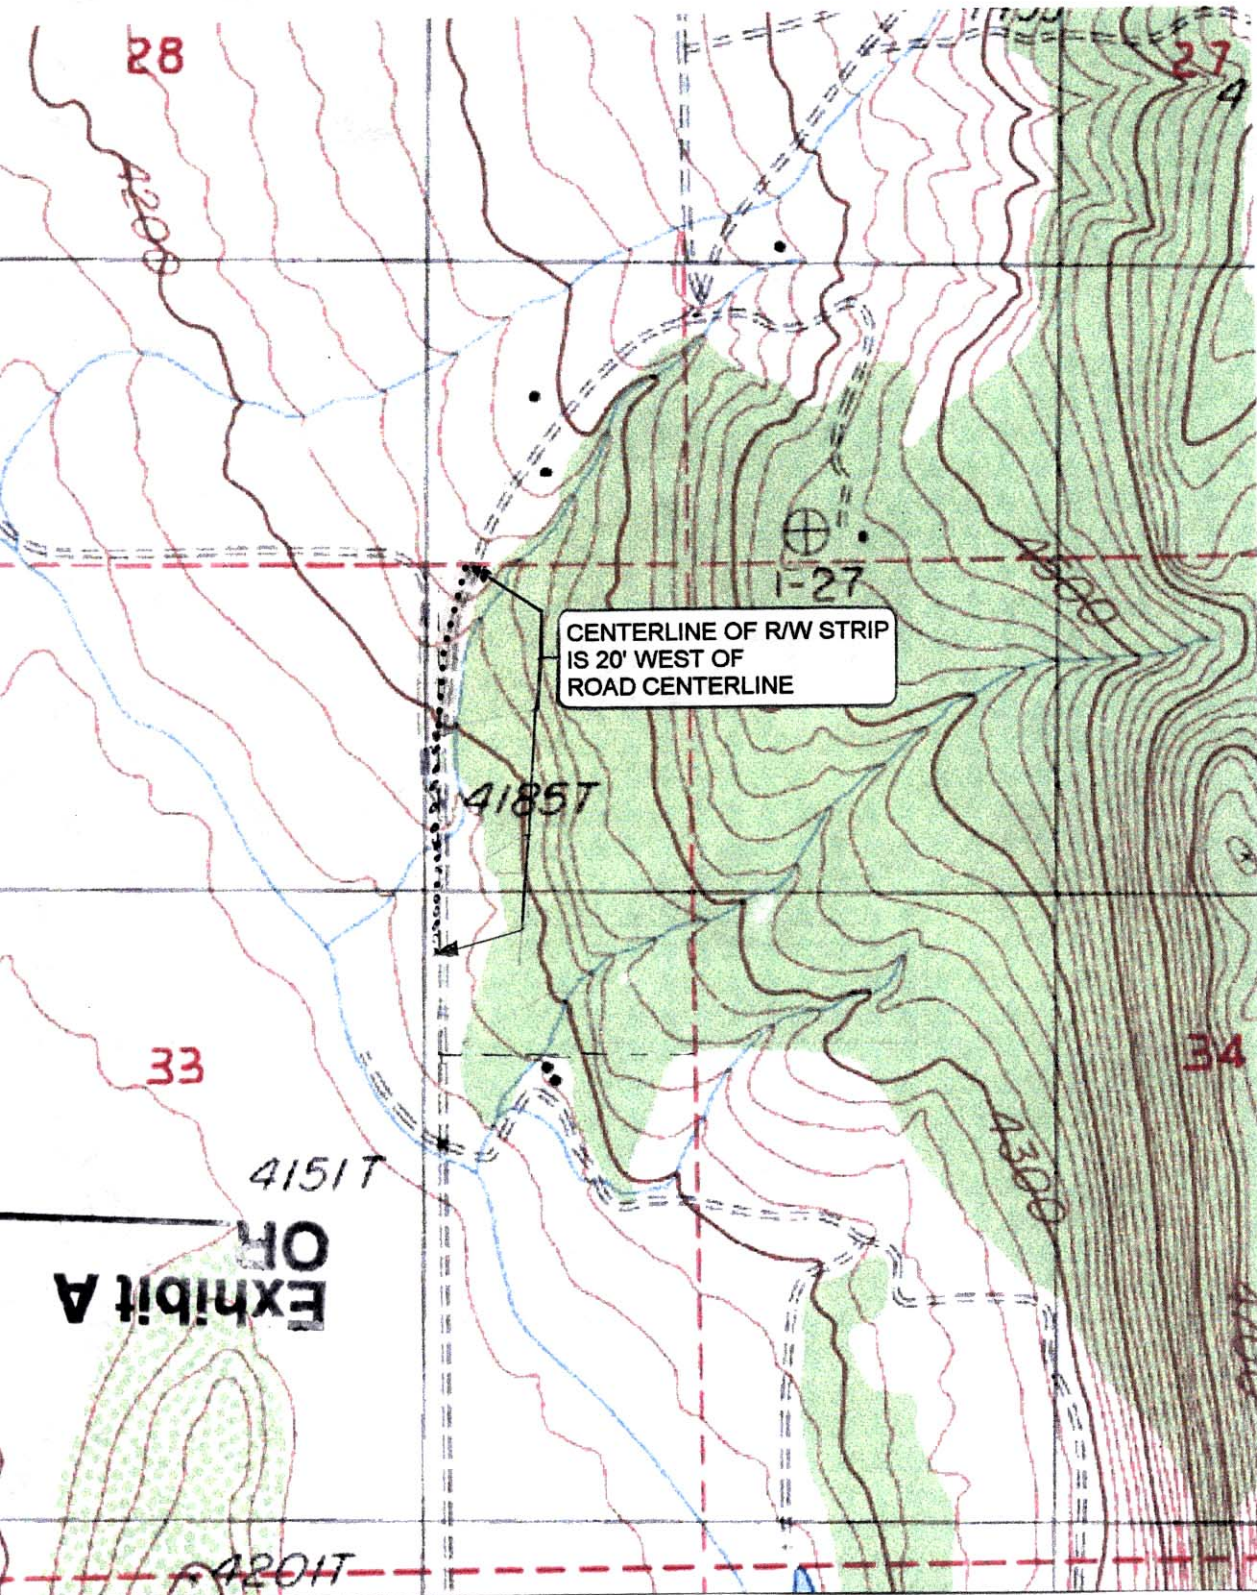 28
27
4
4200
1-27
4500
CENTERLINE OF R/W STRIP
IS 20' WEST OF
ROAD CENTERLINE
4185T
33
34
4300
4151T
OR
Exhibit A
4201T